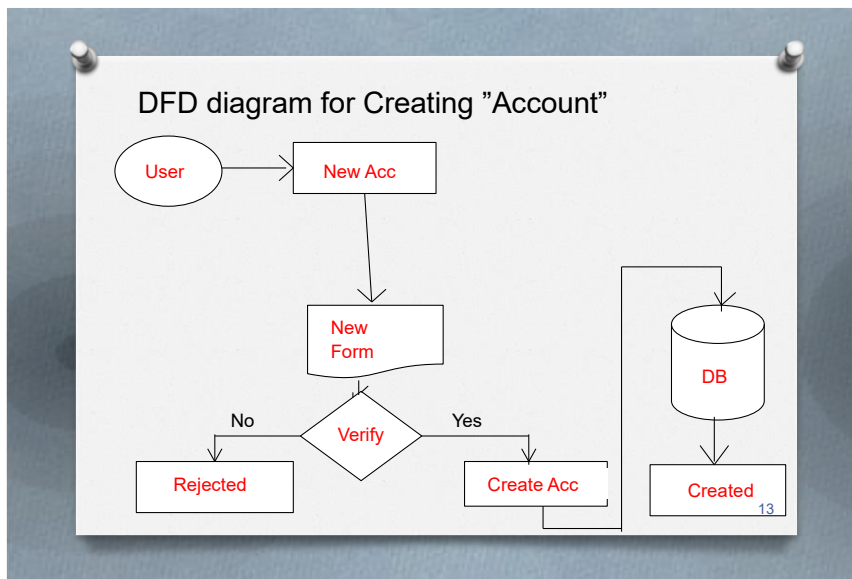 DFD diagram for Creating ”Account”
User
New Acc
New
Form
DB
No
Verify
Yes
Rejected
Create Acc
Created
13